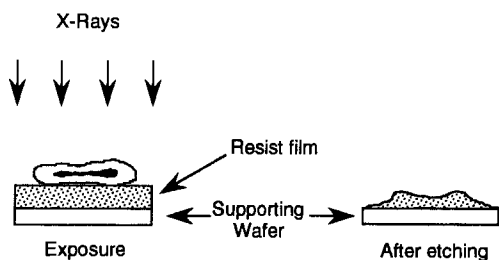 X-Rays
Resist film
Supporting
Wafer
Exposure
After etching